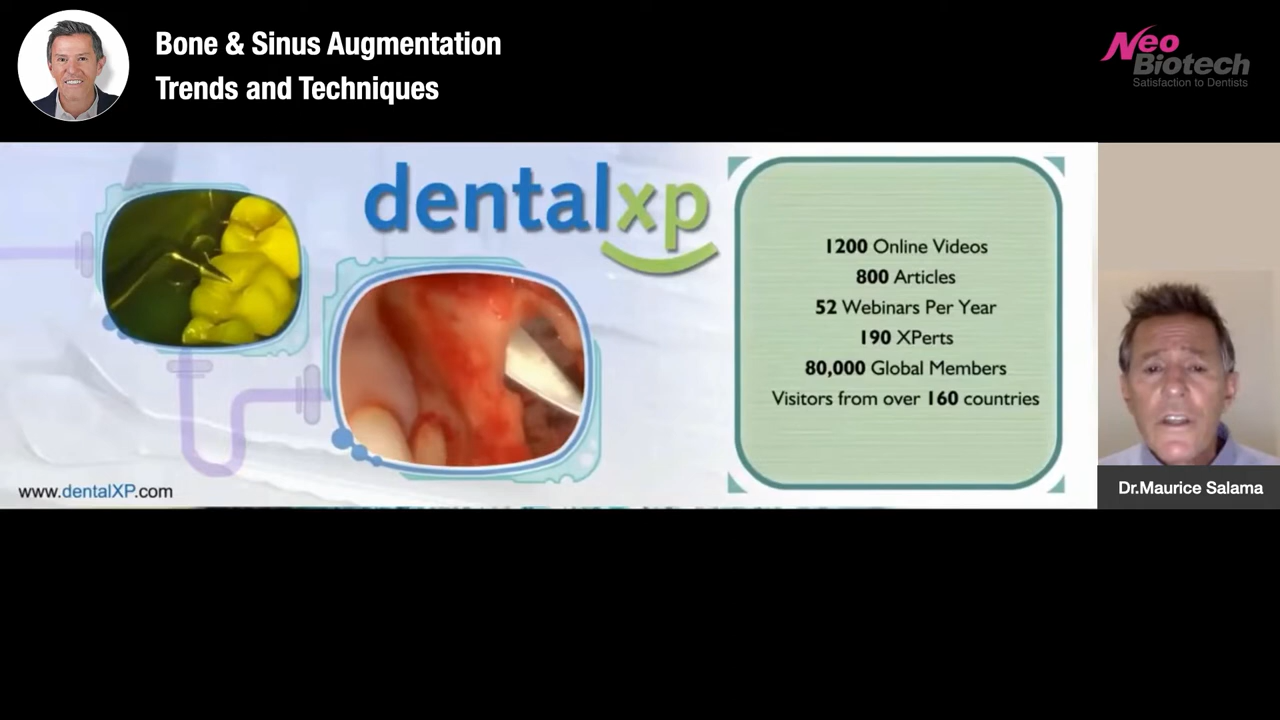 Bone & Sinus Augmentation
Trends and Techniques
Neo
Biotech
Satisfaction to Dentists
dentalxp
1200 Online Videos
800 Articles
52 Webinars Per Year
190 XPerts
80,000 Global Members
Visitors from over 160 countries
www.dentalXP.com
Dr.Maurice Salama